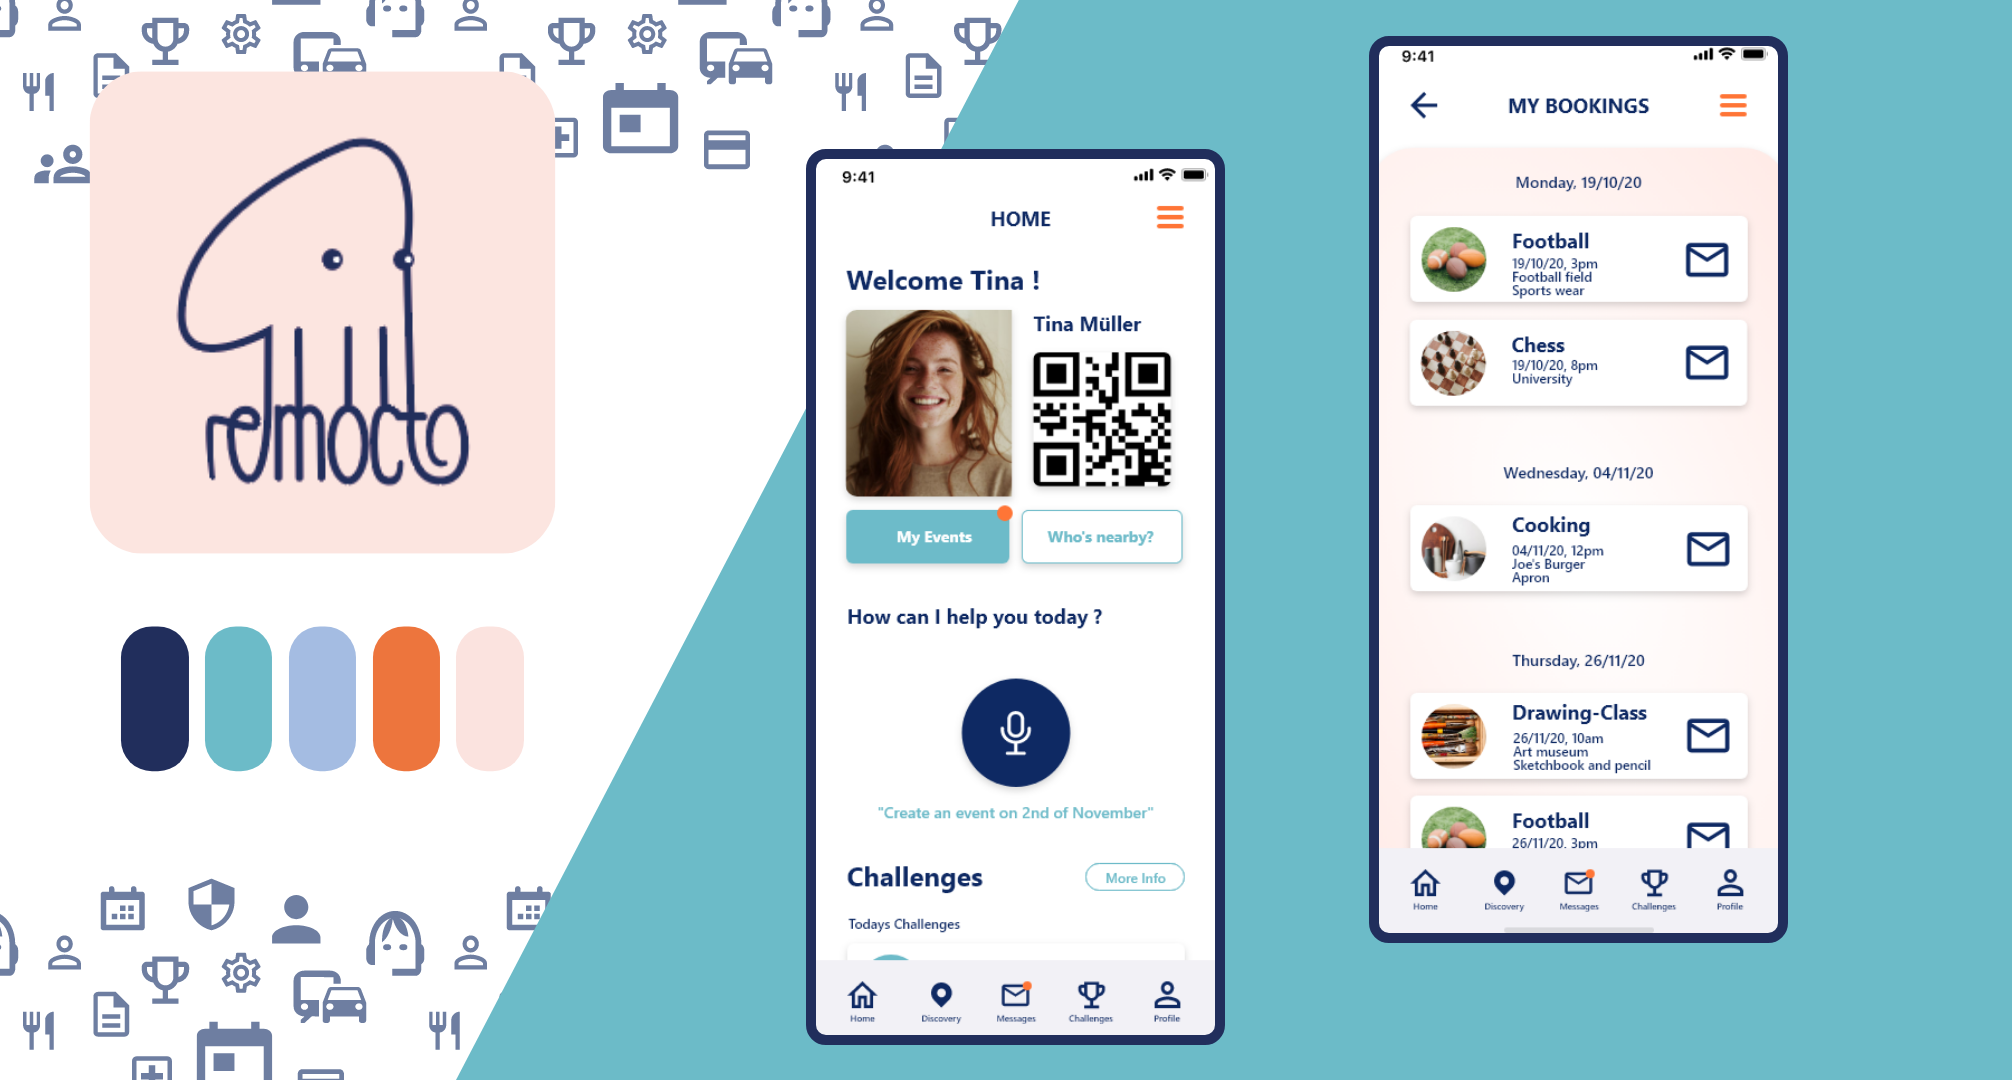 remocto
9:41
HOME
Welcome Tina !
Tina Müller
My Events
Who's nearby?
How can I help you today ?
"Create an event on 2nd of November"
Challenges
More Info
Todays Challenges
Home
Discovery
Messages
Challenges
Profile
9:41
MY BOOKINGS
Monday, 19/10/20
Football
19/10/20, 3pm
Football field
Sports wear
Chess
19/10/20, 8pm
University
Wednesday, 04/11/20
Cooking
04/11/20, 12pm
Joe's Burger
Apron
Thursday, 26/11/20
Drawing-Class
26/11/20, 10am
Art museum
Sketchbook and pencil
Football
26/11/20, 3pm
Home
Discovery
Messages
Challenges
Profile